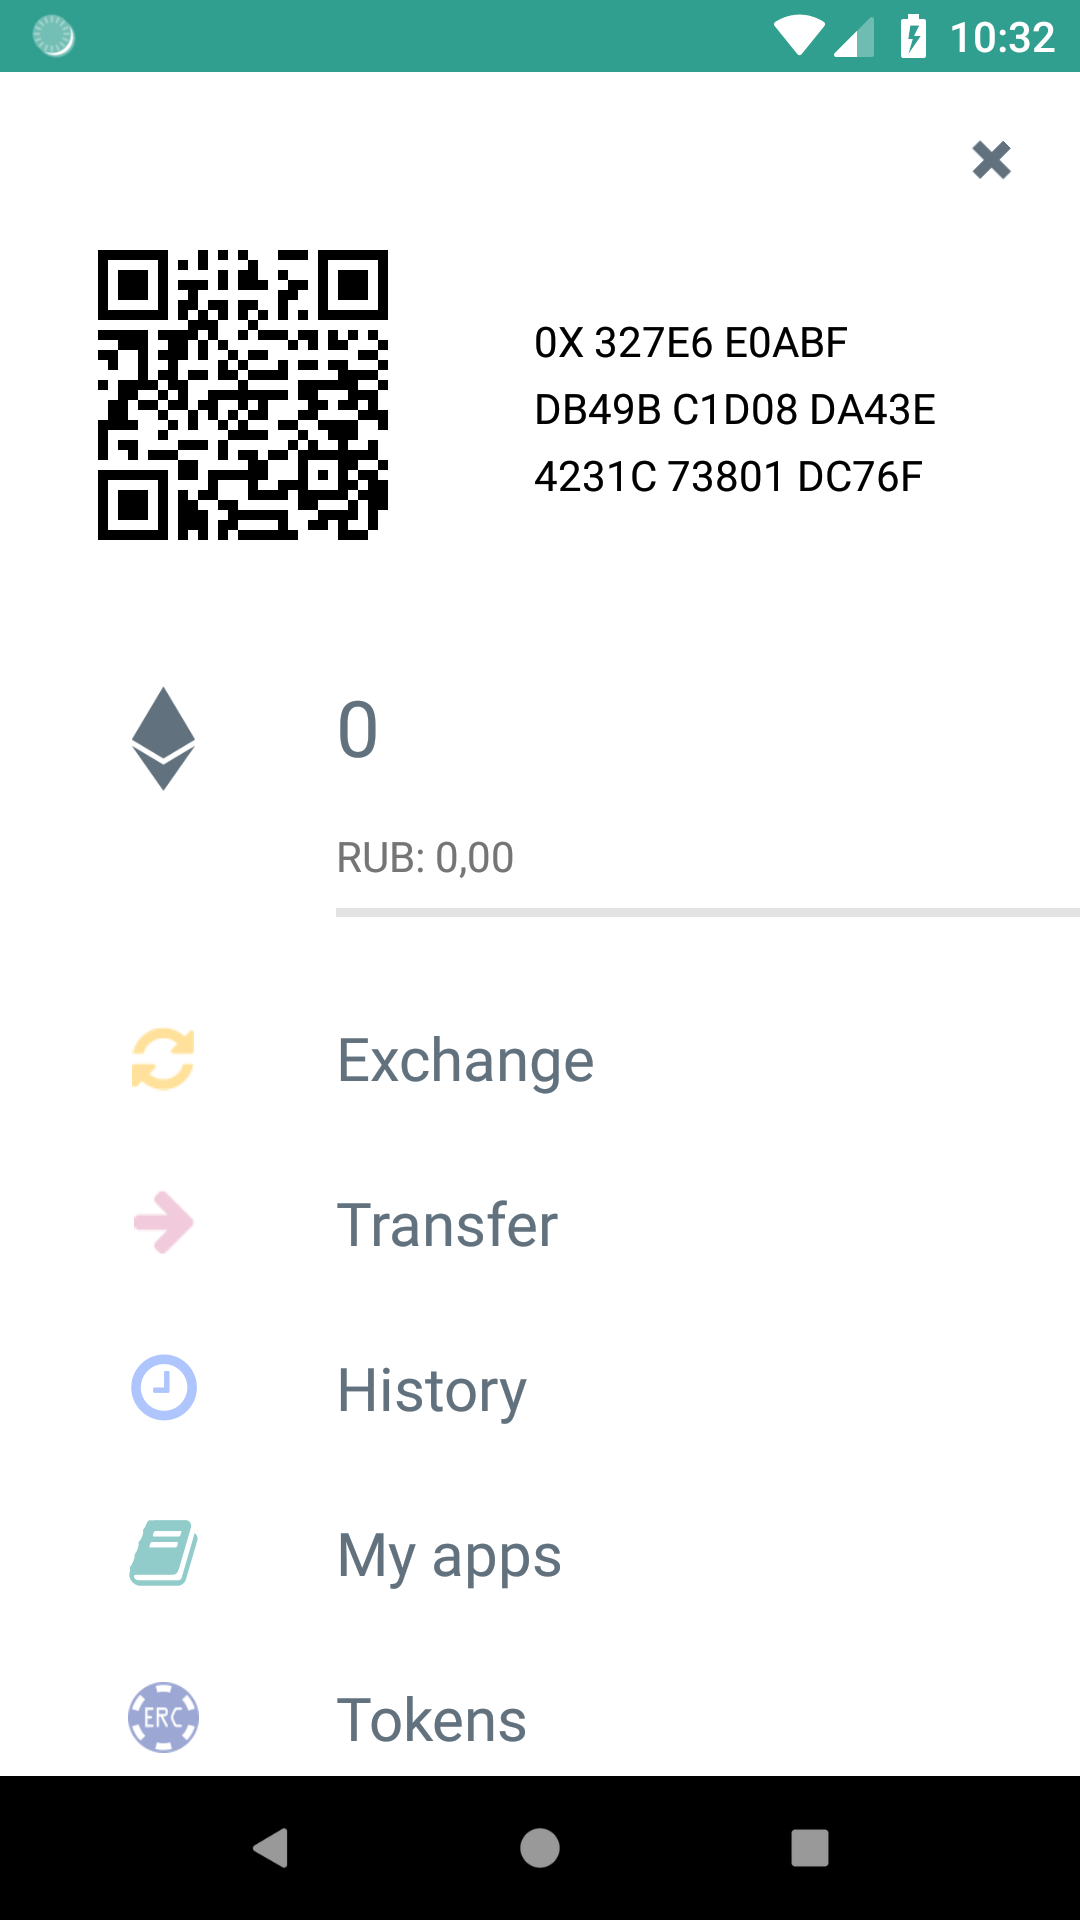 10:32
0X 327E6 E0ABF
DB49B C1D08 DA43E
4231C 73801 DC76F
0
RUB: 0,00
Exchange
Transfer
History
My apps
ERC
Tokens